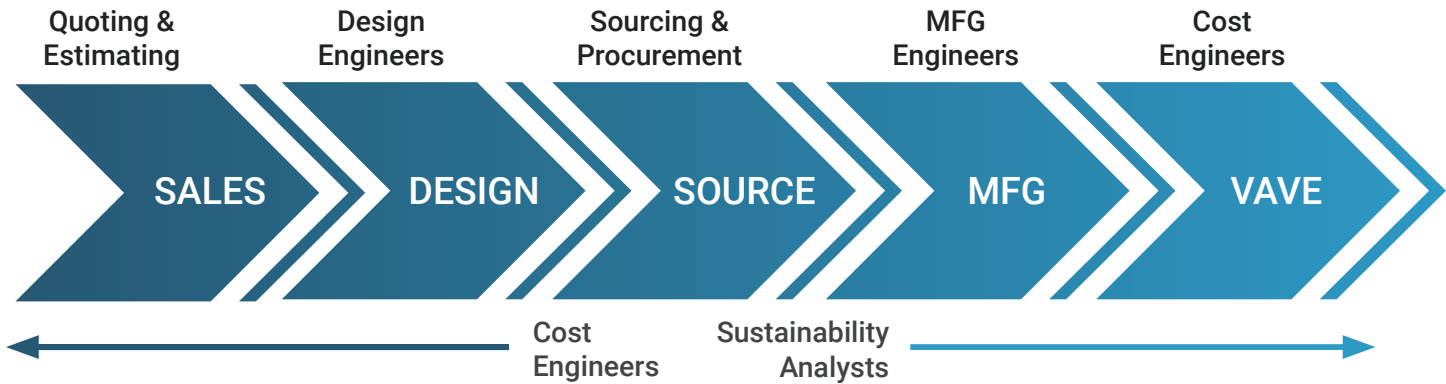 Quoting &
Estimating
Design
Engineers
Sourcing &
Procurement
MFG
Engineers
Cost
Engineers
SALES
DESIGN
SOURCE
MFG
VAVE
Cost
Engineers
Sustainability
Analysts